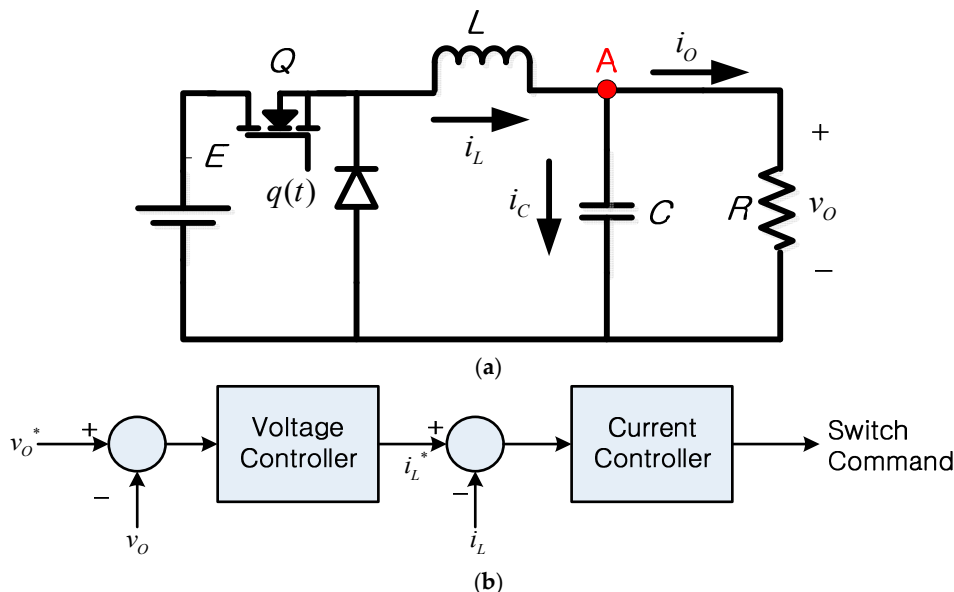 L
Q
A
i_O
E
i_L
q(t)
i_C
C
R
+
v_O
−
(a)
v_O*
+
−
v_O
Voltage
Controller
+
i_L*
−
i_L
Current
Controller
Switch
Command
(b)